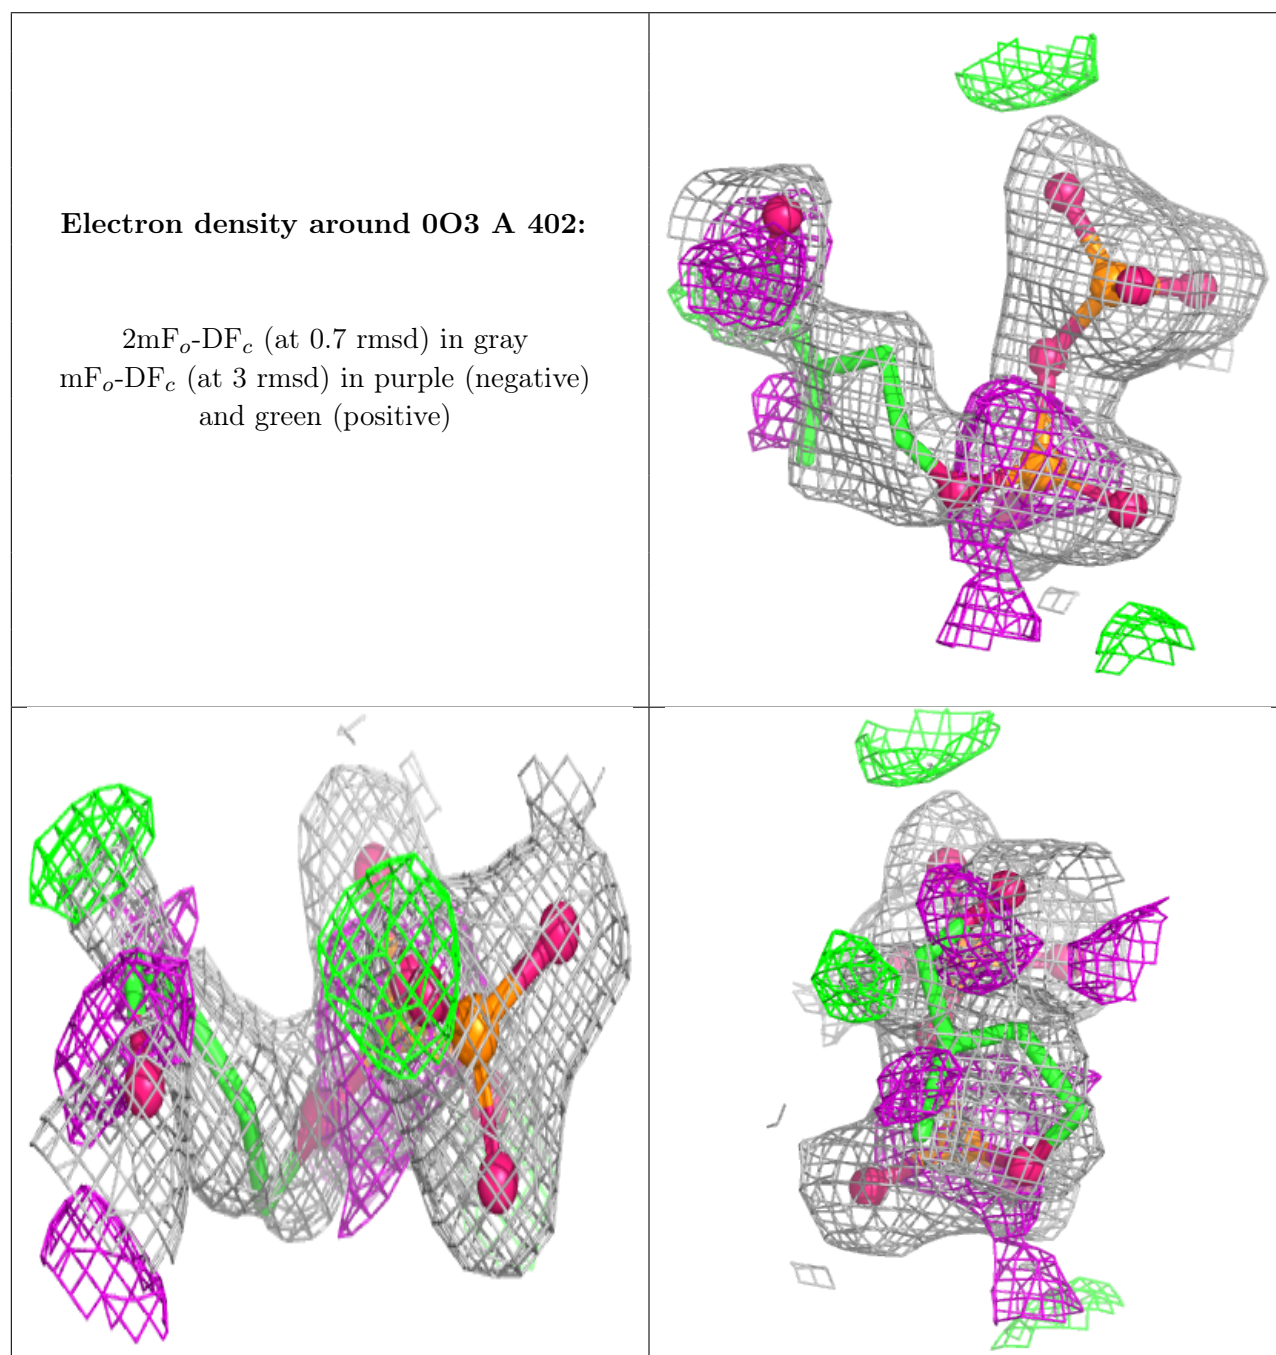 Electron density around 0O3 A 402:
2mFo-DFc (at 0.7 rmsd) in gray
mFo-DFc (at 3 rmsd) in purple (negative)
and green (positive)